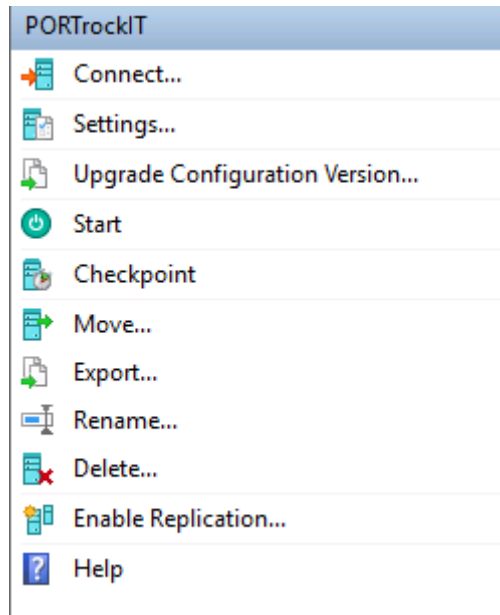 PORTrockIT
Connect...
Settings...
Upgrade Configuration Version...
Start
Checkpoint
Move...
Export...
Rename...
Delete...
Enable Replication...
Help